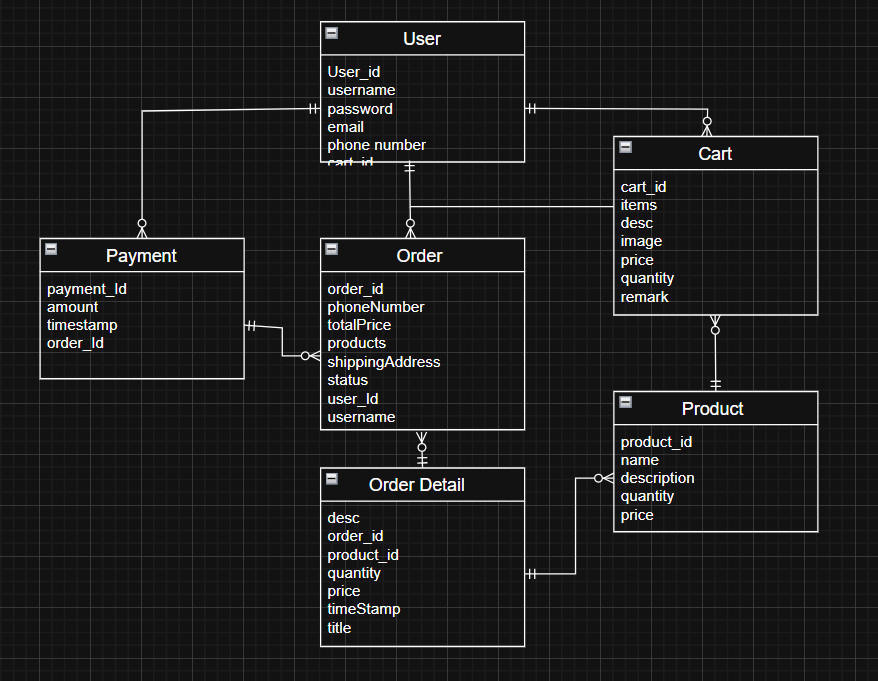 User
User_id
username
password
email
phone number
cart_id
Cart
cart_id
items
desc
image
price
quantity
remark
Payment
payment_Id
amount
timestamp
order_Id
Order
order_id
phoneNumber
totalPrice
products
shippingAddress
status
user_Id
username
Product
product_id
name
description
quantity
price
Order Detail
desc
order_id
product_id
quantity
price
timeStamp
title